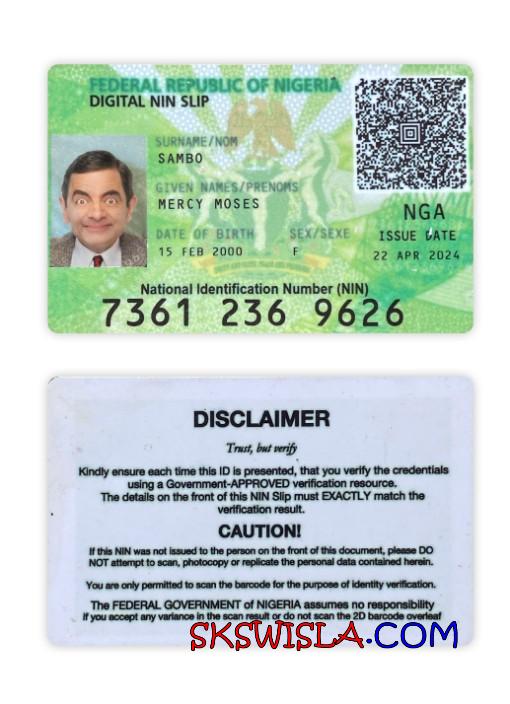 FEDERAL REPUBLIC OF NIGERIA
DIGITAL NIN SLIP
SURNAME/NOM
SAMBO
GIVEN NAMES/PRENOMS
MERCY MOSES
DATE OF BIRTH SEX/SEXE
15 FEB 2000 F
NGA
ISSUE DATE
22 APR 2024
National Identification Number (NIN)
7361 236 9626
DISCLAIMER
Trust, but verify
Kindly ensure each time this ID is presented, that you verify the credentials
using a Government-APPROVED verification resource.
The details on the front of this NIN Slip must EXACTLY match the
verification result.
CAUTION!
If this NIN was not issued to the person on the front of this document, please DO
NOT attempt to scan, photocopy or replicate the personal data contained herein.
You are only permitted to scan the barcode for the purpose of identity verification.
The FEDERAL GOVERNMENT of NIGERIA assumes no responsibility
if you accept any variance in the scan result or do not scan the 2D barcode overleaf
SKSWISLA.COM